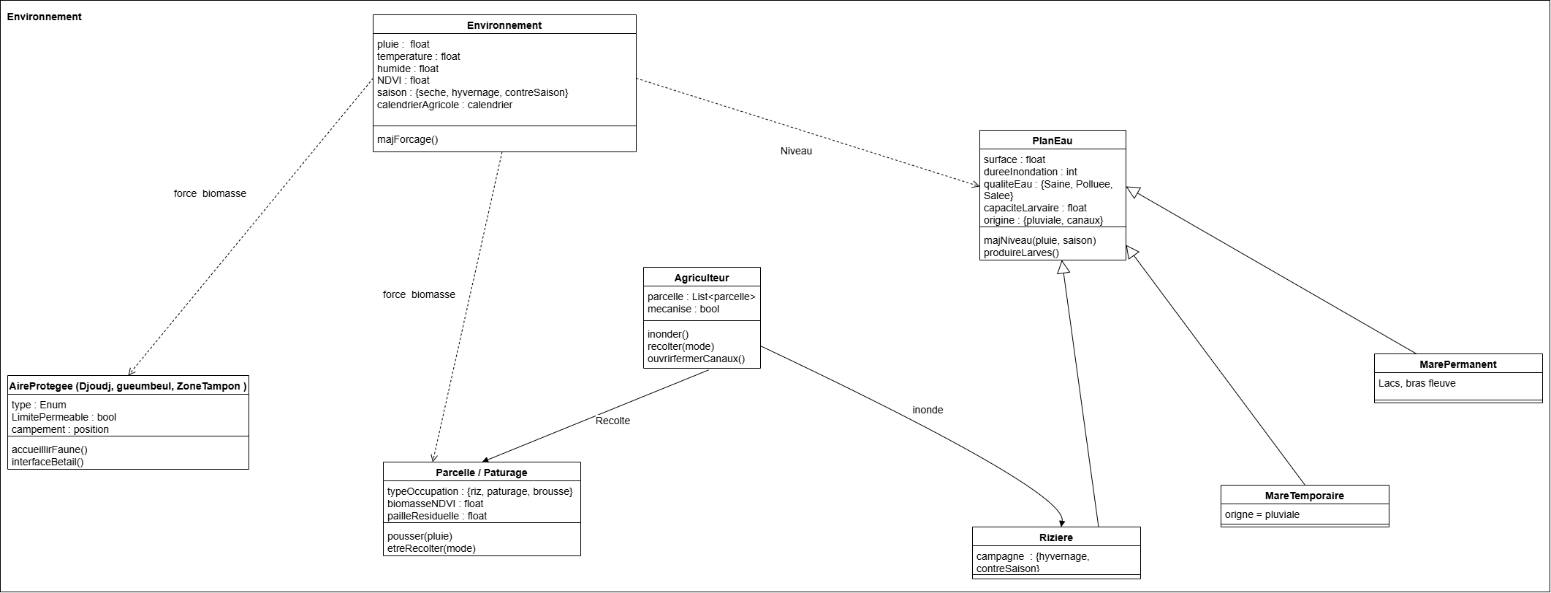 Environnement
Environnement
pluie : float
temperature : float
humide : float
NDVI : float
saison : {seche, hyvernage, contreSaison}
calendrierAgricole : calendrier
majForcage()
force biomasse
force biomasse
Niveau
PlanEau
surface : float
dureeInondation : int
qualiteEau : {Saine, Polluee,
Salee}
capaciteLarvaire : float
origine : {pluviale, canaux}
majNiveau(pluie, saison)
produireLarves()
Agriculteur
parcelle : List<parcelle>
mecanise : bool
inonder()
recolter(mode)
ouvrirfermerCanaux()
Recolte
inonde
AireProtegee (Djoudj, gueumbeul, ZoneTampon )
type : Enum
LimitePermeable : bool
campement : position
accueillirFaune()
interfaceBetail()
Parcelle / Paturage
typeOccupation : {riz, paturage, brousse}
biomasseNDVI : float
pailleResiduelle : float
pousser(pluie)
etreRecolter(mode)
MarePermanent
Lacs, bras fleuve
MareTemporaire
origne = pluviale
Riziere
campagne : {hyvernage,
contreSaison}